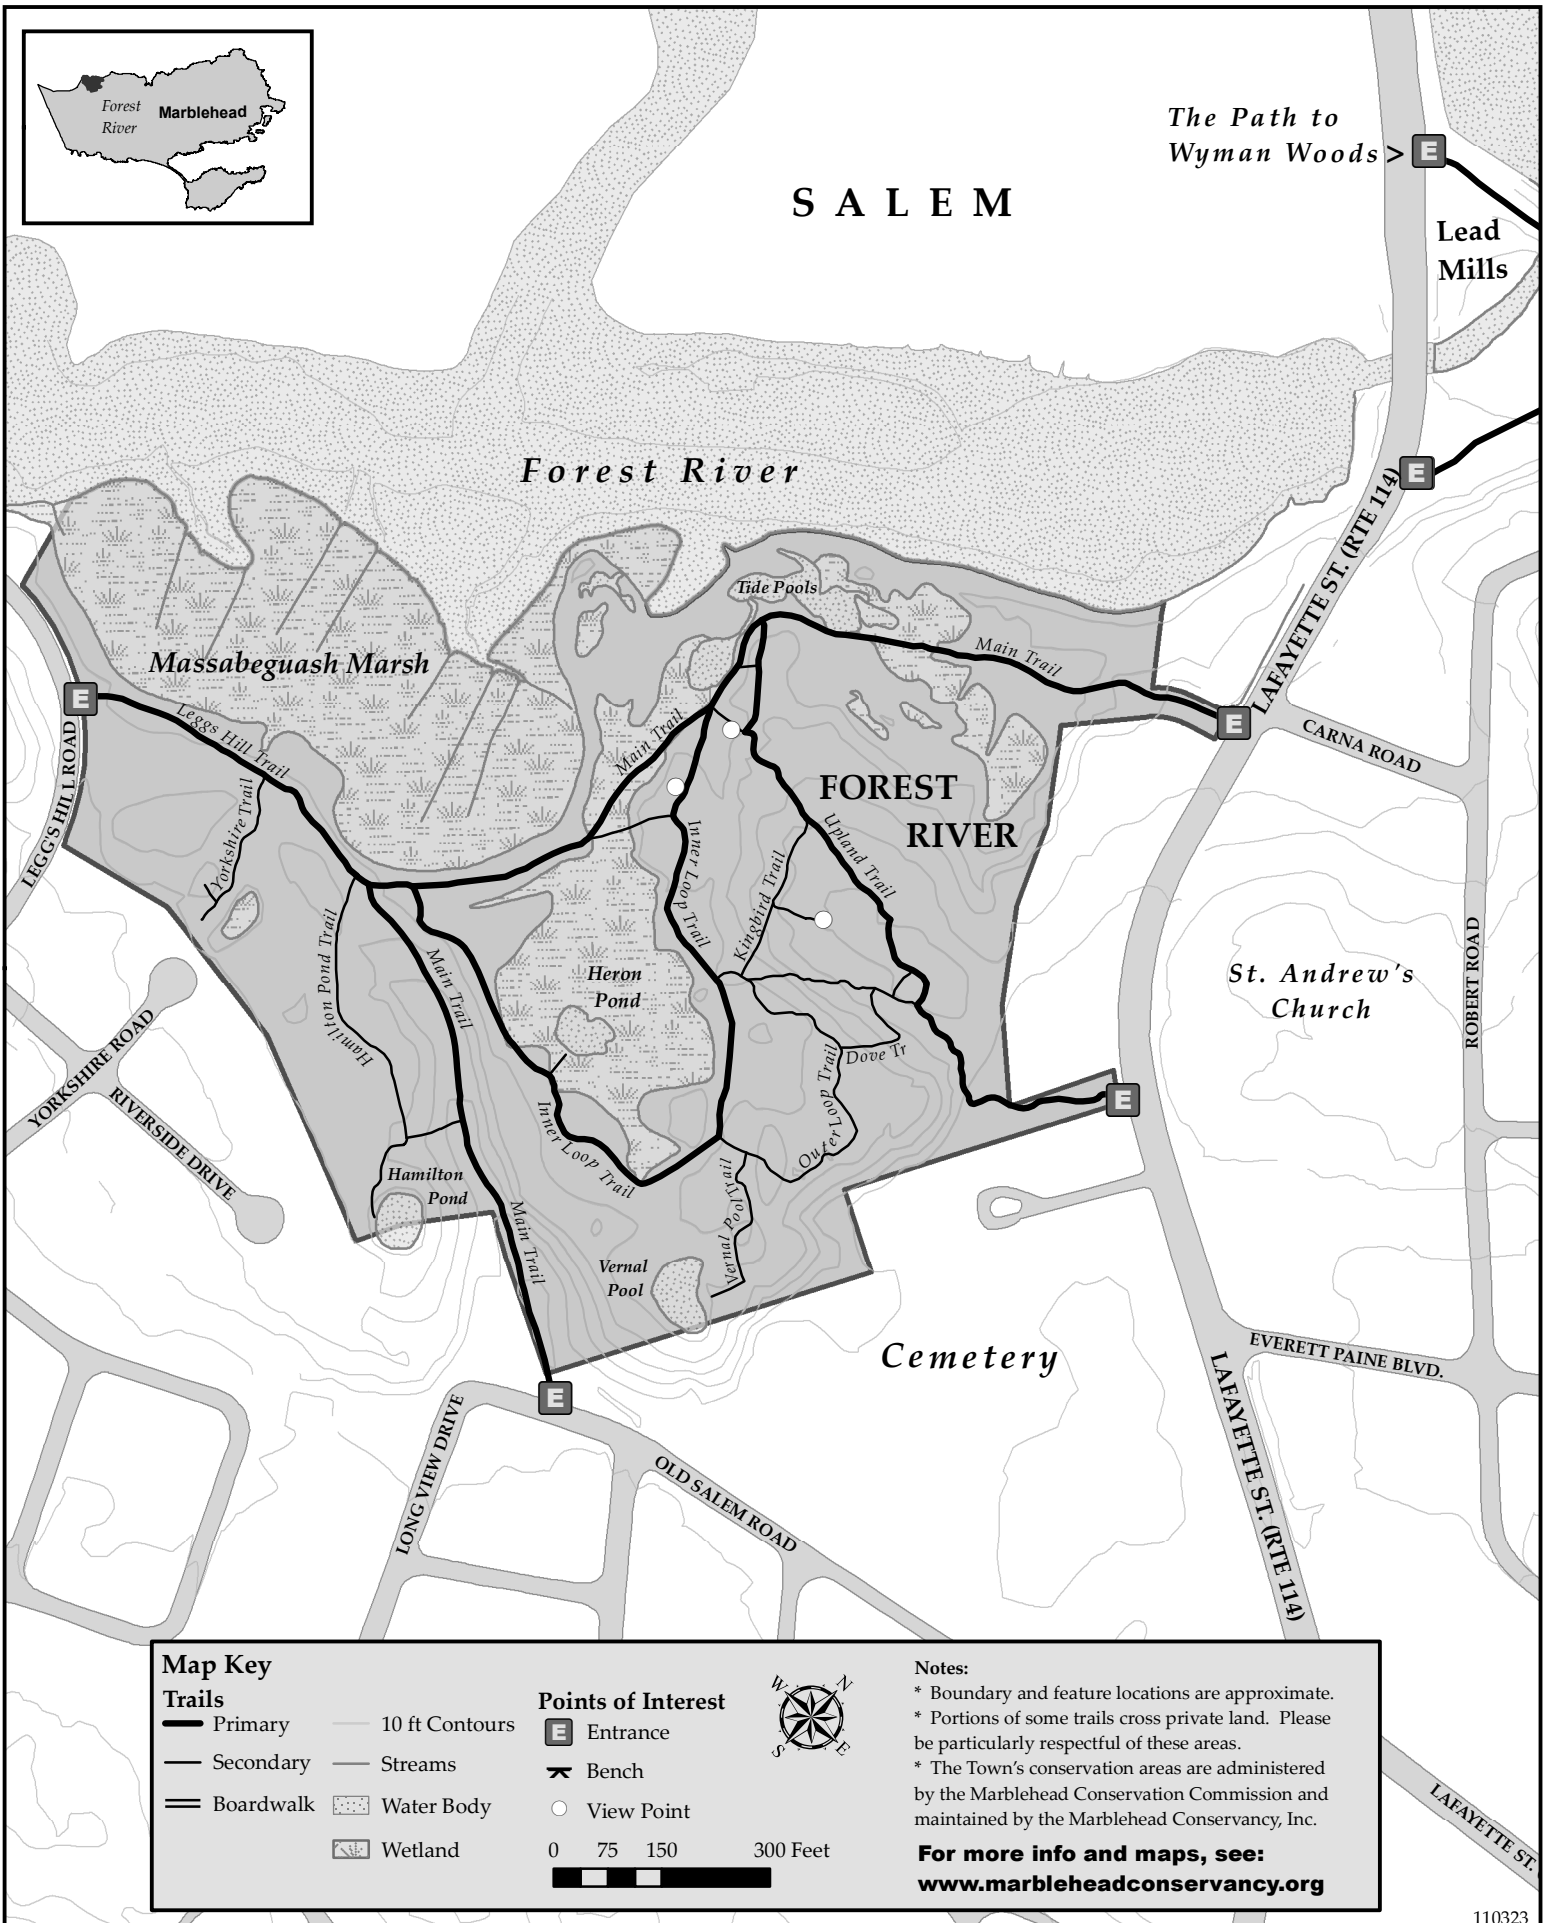 Forest
River
Marblehead
The Path to
Wyman Woods >
E
SALEM
Lead
Mills
Forest River
E
LAFAYETTE ST. (RTE 114)
Tide Pools
Main Trail
Massabeguash Marsh
E
Leggs Hill Trail
LEGG'S HILL ROAD
Main Trail
E
CARNA ROAD
FOREST
RIVER
Yorkshire Trail
Inner Loop Trail
Upland Trail
Kingbird Trail
Hamilton Pond Trail
Main Trail
Heron
Pond
St. Andrew's
Church
ROBERT ROAD
YORKSHIRE ROAD
RIVERSIDE DRIVE
Dove Tr
Outer Loop Trail
E
Inner Loop Trail
Hamilton
Pond
Main Trail
Vernal Pool Trail
Vernal
Pool
Cemetery
EVERETT PAINE BLVD.
E
LONG VIEW DRIVE
OLD SALEM ROAD
LAFAYETTE ST. (RTE 114)
Map Key
Trails
Primary
Secondary
Boardwalk
10 ft Contours
Streams
Water Body
Wetland
Points of Interest
E Entrance
Bench
View Point
0 75 150 300 Feet
W N
S E
Notes:
* Boundary and feature locations are approximate.
* Portions of some trails cross private land. Please
be particularly respectful of these areas.
* The Town's conservation areas are administered
by the Marblehead Conservation Commission and
maintained by the Marblehead Conservancy, Inc.
For more info and maps, see:
www.marbleheadconservancy.org
LAFAYETTE ST.
110323